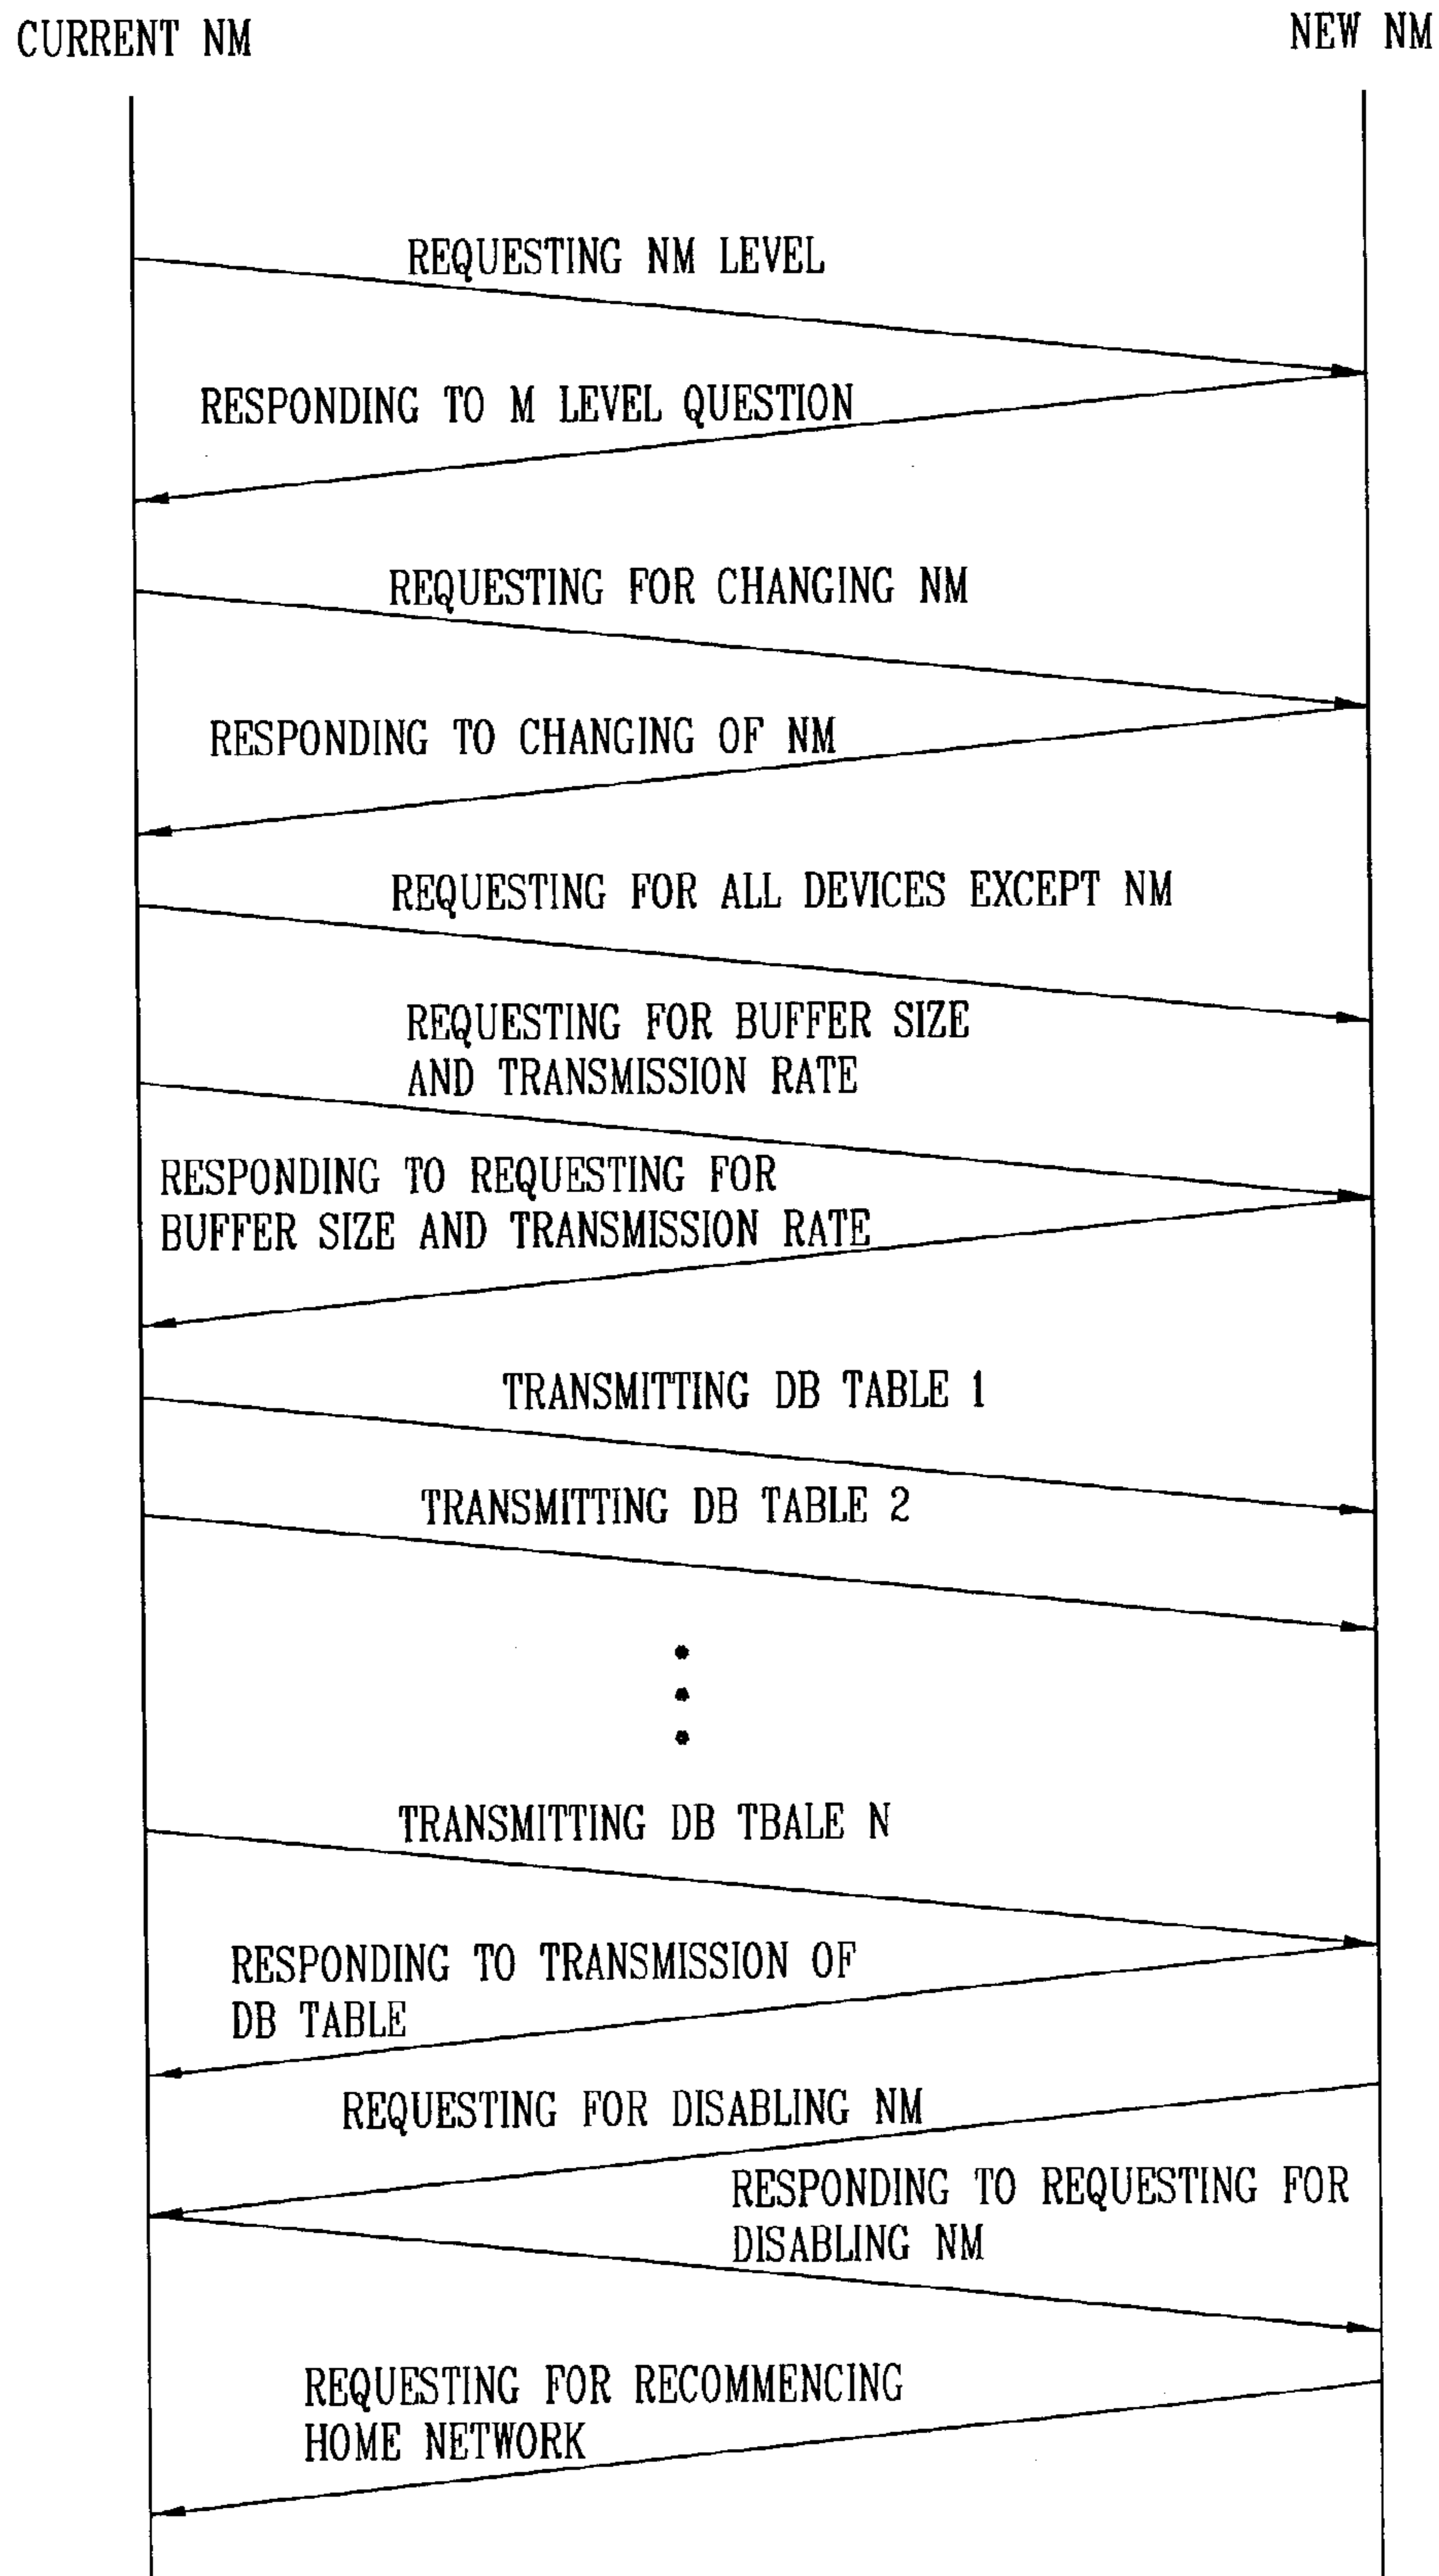 CURRENT NM
NEW NM
REQUESTING NM LEVEL
RESPONDING TO M LEVEL QUESTION
REQUESTING FOR CHANGING NM
RESPONDING TO CHANGING OF NM
REQUESTING FOR ALL DEVICES EXCEPT NM
REQUESTING FOR BUFFER SIZE
AND TRANSMISSION RATE
RESPONDING TO REQUESTING FOR
BUFFER SIZE AND TRANSMISSION RATE
TRANSMITTING DB TABLE 1
TRANSMITTING DB TABLE 2
TRANSMITTING DB TBALE N
RESPONDING TO TRANSMISSION OF
DB TABLE
REQUESTING FOR DISABLING NM
RESPONDING TO REQUESTING FOR
DISABLING NM
REQUESTING FOR RECOMMENCING
HOME NETWORK